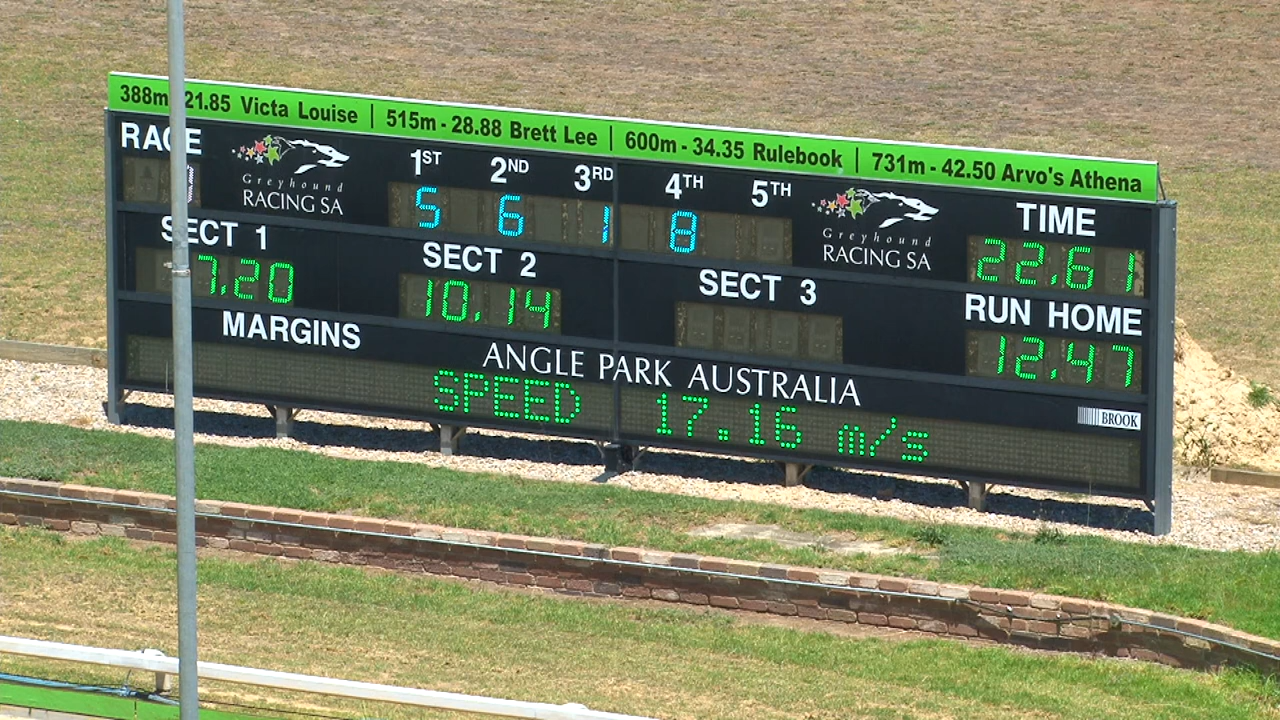 388m 21.85 Victa Louise | 515m - 28.88 Brett Lee | 600m - 34.35 Rulebook | 731m - 42.50 Arvo's Athena
RACE
Greyhound
RACING SA
1ST 2ND 3RD 4TH 5TH
5 6 1 8
Greyhound
RACING SA
TIME
22.61
SECT 1
7.20
SECT 2
10.14
SECT 3
RUN HOME
12.47
MARGINS
ANGLE PARK AUSTRALIA
BROOK
SPEED 17.16 m/s